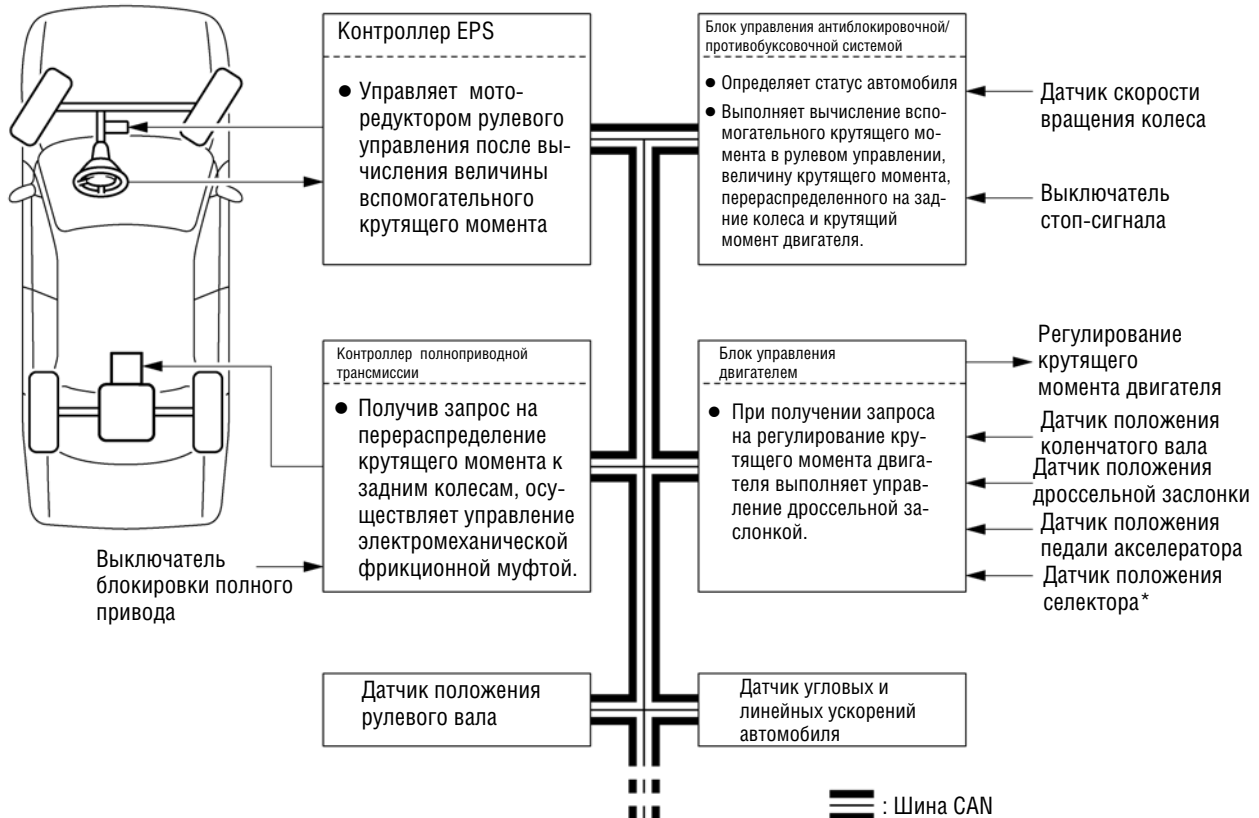 Контроллер EPS
● Управляет мото-
редуктором рулевого
управления после вы-
числения величины
вспомогательного
крутящего момента
Блок управления антиблокировочной/
противобуксовочной системой
● Определяет статус автомобиля
● Выполняет вычисление вспо-
могательного крутящего мо-
мента в рулевом управлении,
величину крутящего момента,
перераспределенного на зад-
ние колеса и крутящий
момент двигателя.
Датчик скорости
вращения колеса
Выключатель
стоп-сигнала
Контроллер полноприводной
трансмиссии
● Получив запрос на
перераспределение
крутящего момента к
задним колесам, осу-
ществляет управление
электромеханической
фрикционной муфтой.
Выключатель
блокировки полного
привода
Блок управления
двигателем
● При получении запроса
на регулирование кру-
тящего момента двига-
теля выполняет управ-
ление дроссельной за-
слонкой.
Регулирование
крутящего
момента двигателя
Датчик положения
коленчатого вала
Датчик положения
дроссельной заслонки
Датчик положения
педали акселератора
Датчик положения
селектора*
Датчик положения
рулевого вала
Датчик угловых и
линейных ускорений
автомобиля
: Шина CAN